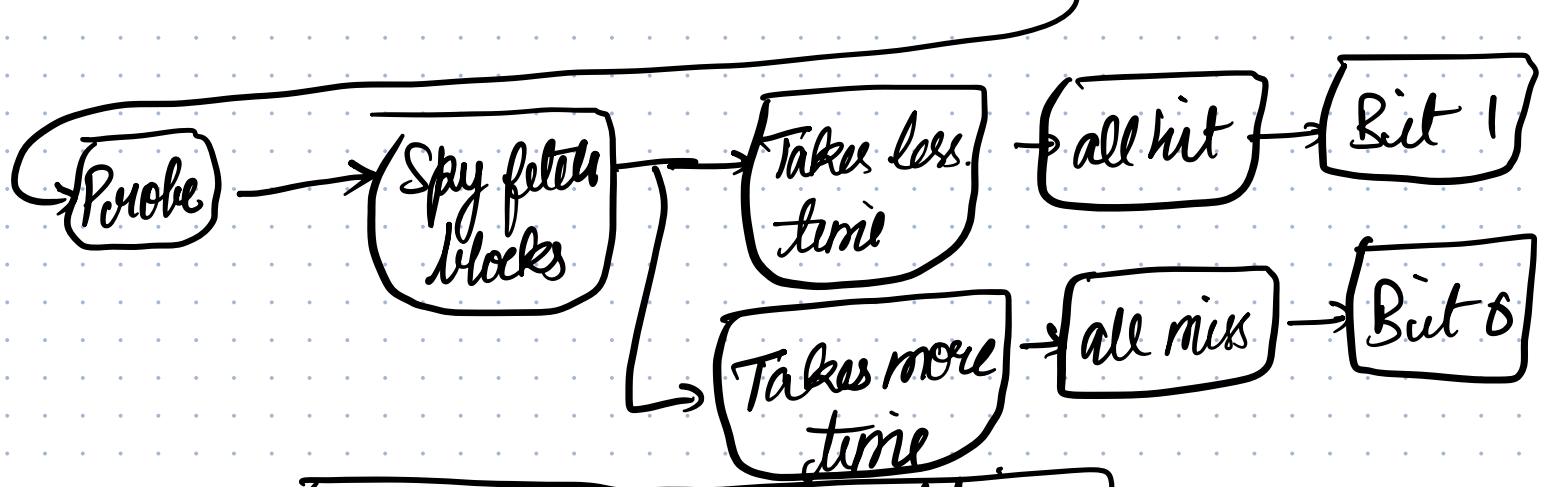 Probe
Spy fetch
blocks
Takes less
time
all hit
Bit 1
Takes more
time
all miss
Bit 0